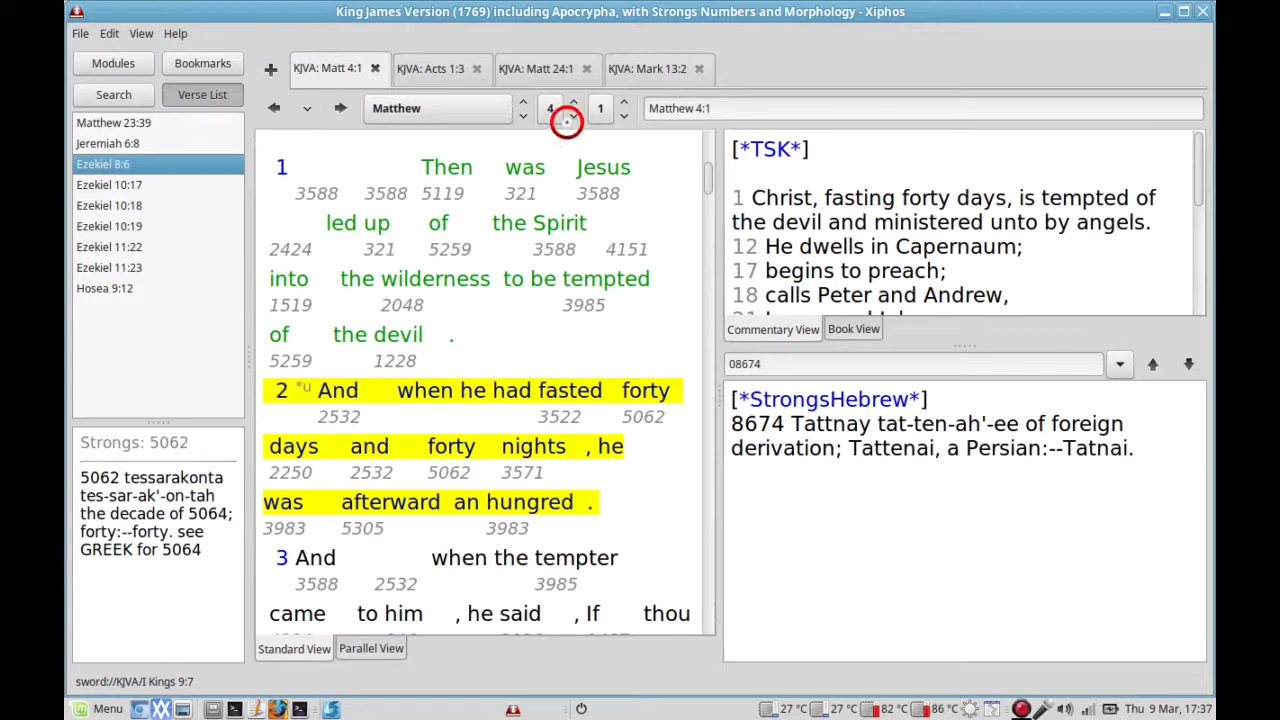 King James Version (1769) including Apocrypha, with Strongs Numbers and Morphology - Xiphos
File Edit View Help
Modules Bookmarks
Search Verse List
Matthew 23:39
Jeremiah 6:8
Ezekiel 8:6
Ezekiel 10:17
Ezekiel 10:18
Ezekiel 10:19
Ezekiel 11:22
Ezekiel 11:23
Hosea 9:12
Strongs: 5062
5062 tessarakonta
tes-sar-ak'-on-tah
the decade of 5064;
forty:--forty. see
GREEK for 5064
KJVA: Matt 4:1 KJVA: Acts 1:3 KJVA: Matt 24:1 KJVA: Mark 13:2
Matthew 4 1 Matthew 4:1
1 Then was Jesus
3588 3588 5119 321 3588
led up of the Spirit
2424 321 5259 3588 4151
into the wilderness to be tempted
1519 2048 3985
of the devil .
5259 1228
2 *u And when he had fasted forty
2532 3522 5062
days and forty nights , he
2250 2532 5062 3571
was afterward an hungred .
3983 5305 3983
3 And when the tempter
3588 2532 3985
came to him , he said , If thou
Standard View Parallel View
[*TSK*]
1 Christ, fasting forty days, is tempted of
the devil and ministered unto by angels.
12 He dwells in Capernaum;
17 begins to preach;
18 calls Peter and Andrew,
Commentary View Book View
08674
[*StrongsHebrew*]
8674 Tattnay tat-ten-ah'-ee of foreign
derivation; Tattenai, a Persian:--Tatnai.
sword://KJVA/I Kings 9:7
Menu 27 °C 27 °C 82 °C 86 °C Thu 9 Mar, 17:37